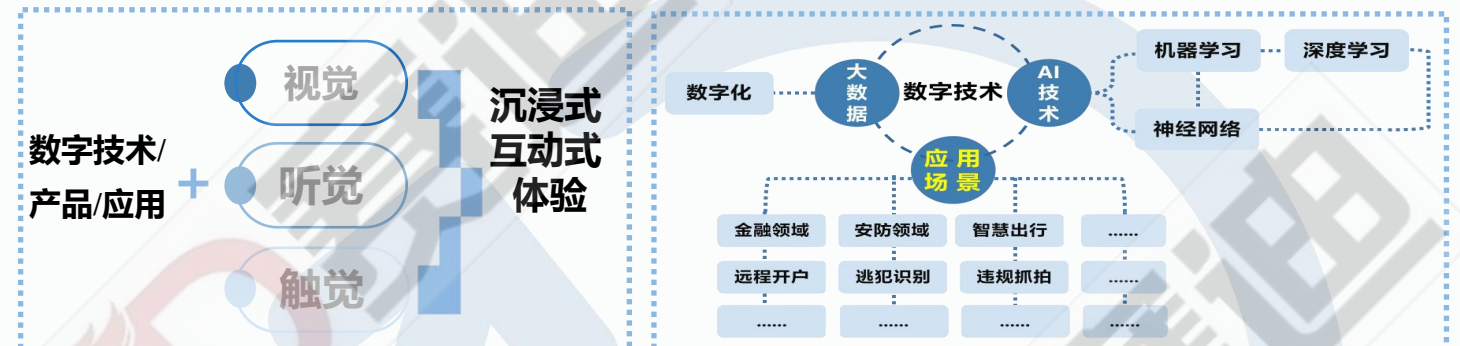 视觉
听觉
触觉
数字技术/
产品/应用
+
沉浸式
互动式
体验
数字化
大
数
据
数字技术
AI
技
术
机器学习
深度学习
神经网络
应 用
场 景
金融领域
安防领域
智慧出行
......
远程开户
逃犯识别
违规抓拍
......
......
......
......
......